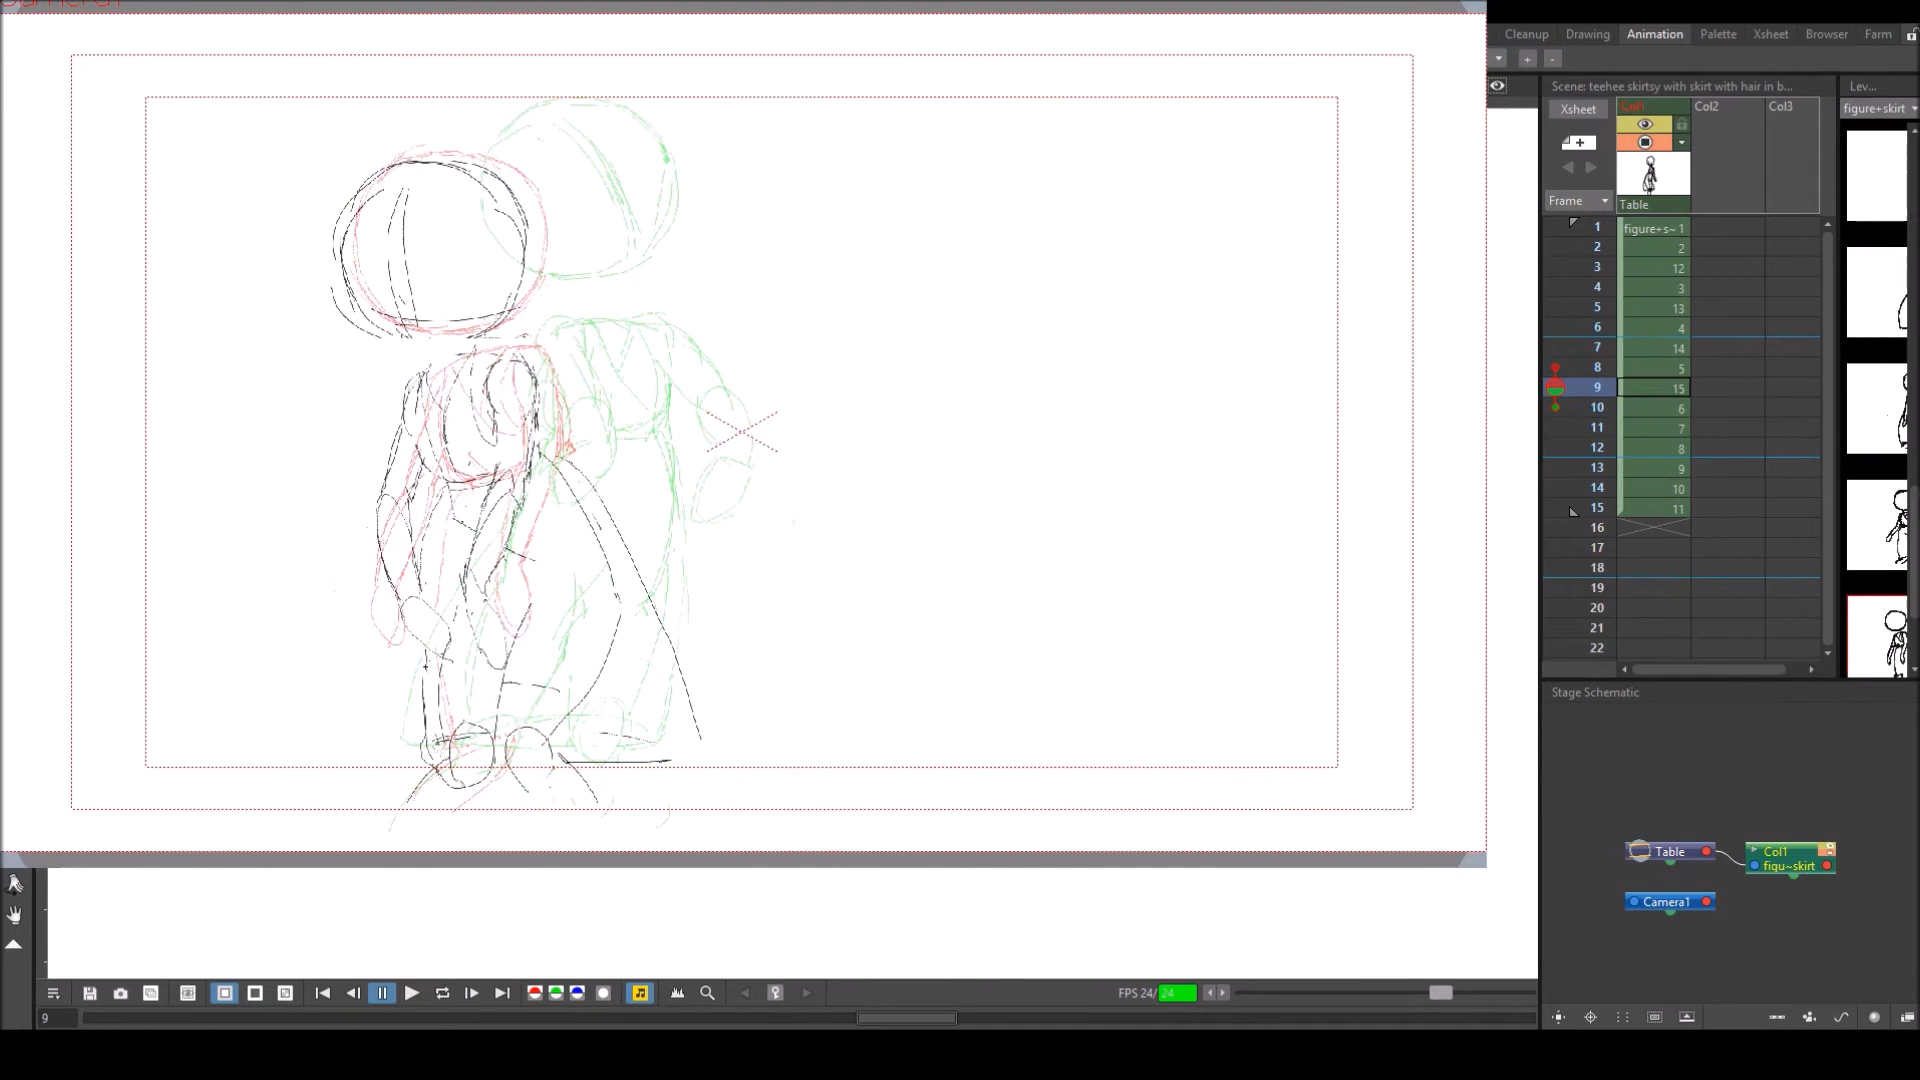 Camera1
Cleanup Drawing Animation Palette Xsheet Browser Farm
+ -
Scene: teehee skirtsy with skirt with hair in b... Lev...
Xsheet Col1 Col2 Col3 figure+skirt
Frame Table
1 figure+s~ 1
2 2
3 12
4 3
5 13
6 4
7 14
8 5
9 15
10 6
11 7
12 8
13 9
14 10
15 11
16
17
18
19
20
21
22
Stage Schematic
Table Col1
figu~skirt
Camera1
FPS 24/24
9